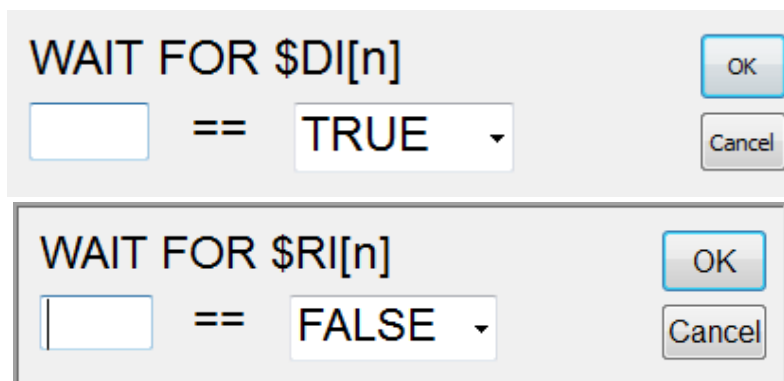 WAIT FOR $DI[n]
OK
== TRUE
Cancel
WAIT FOR $RI[n]
OK
== FALSE
Cancel